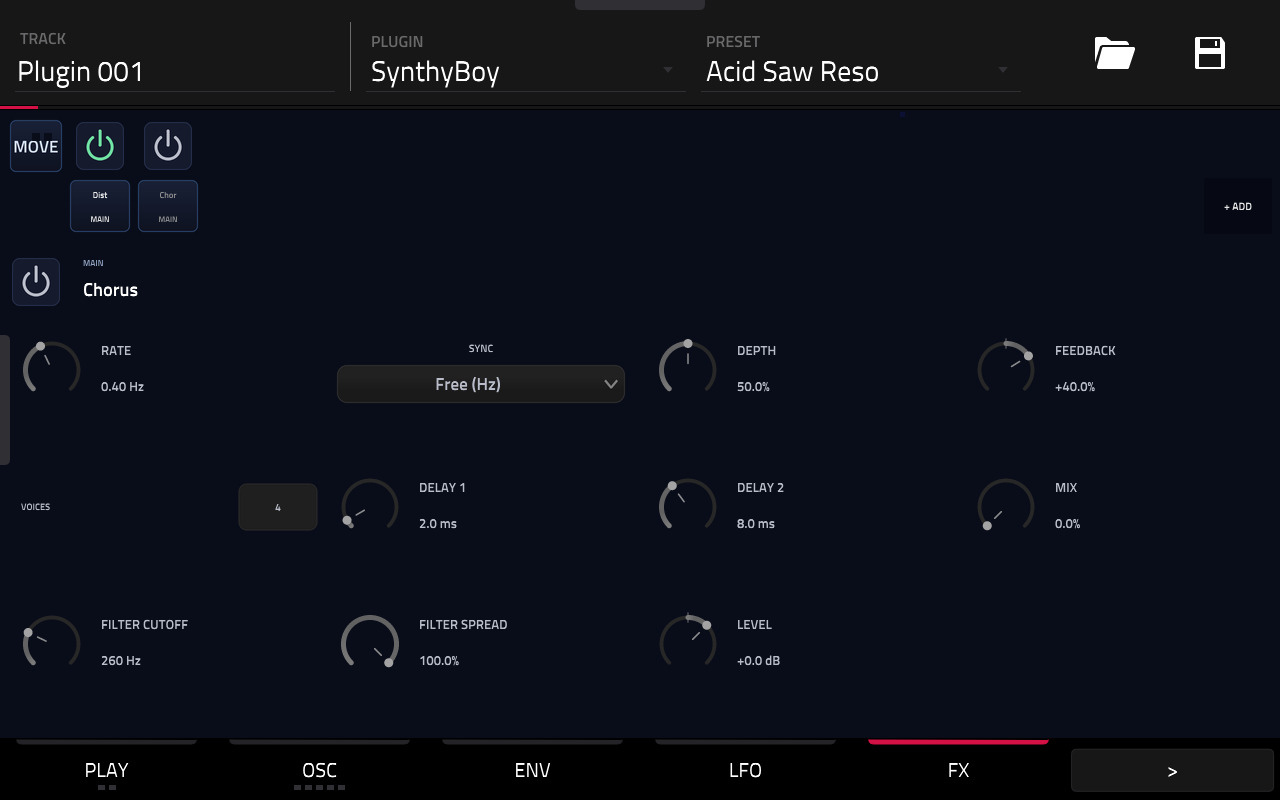 TRACK
Plugin 001
PLUGIN
SynthyBoy
PRESET
Acid Saw Reso
MOVE
Dist
MAIN
Chor
MAIN
+ ADD
MAIN
Chorus
RATE
0.40 Hz
SYNC
Free (Hz)
DEPTH
50.0%
FEEDBACK
+40.0%
VOICES
4
DELAY 1
2.0 ms
DELAY 2
8.0 ms
MIX
0.0%
FILTER CUTOFF
260 Hz
FILTER SPREAD
100.0%
LEVEL
+0.0 dB
PLAY
OSC
ENV
LFO
FX
>